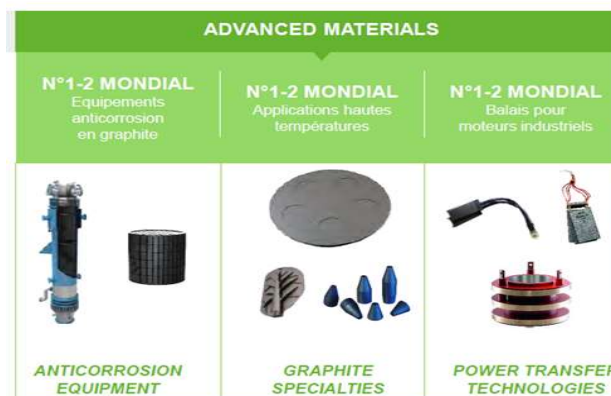 ADVANCED MATERIALS
N°1-2 MONDIAL
Equipements
anticorrosion
en graphite
N°1-2 MONDIAL
Applications hautes
températures
N°1-2 MONDIAL
Balais pour
moteurs industriels
ANTICORROSION
EQUIPMENT
GRAPHITE
SPECIALTIES
POWER TRANSFER
TECHNOLOGIES